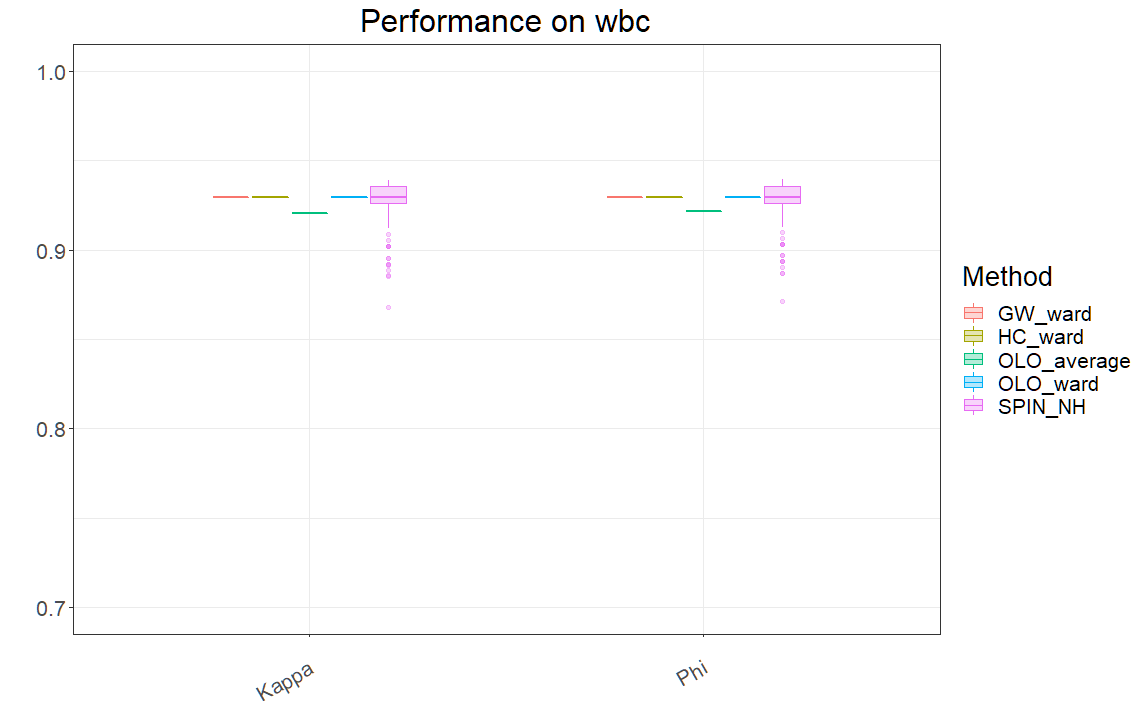 Performance on wbc
1.0
0.9
0.8
0.7
Kappa
Phi
Method
GW_ward
HC_ward
OLO_average
OLO_ward
SPIN_NH